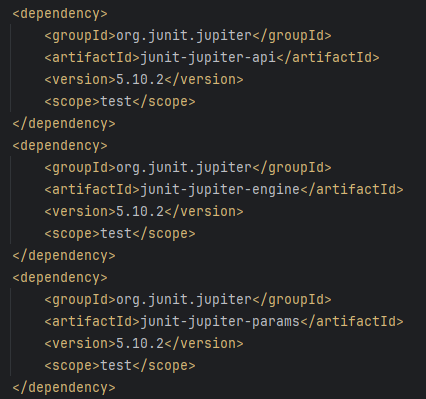 <dependency>
<groupId>org.junit.jupiter</groupId>
<artifactId>junit-jupiter-api</artifactId>
<version>5.10.2</version>
<scope>test</scope>
</dependency>
<dependency>
<groupId>org.junit.jupiter</groupId>
<artifactId>junit-jupiter-engine</artifactId>
<version>5.10.2</version>
<scope>test</scope>
</dependency>
<dependency>
<groupId>org.junit.jupiter</groupId>
<artifactId>junit-jupiter-params</artifactId>
<version>5.10.2</version>
<scope>test</scope>
</dependency>